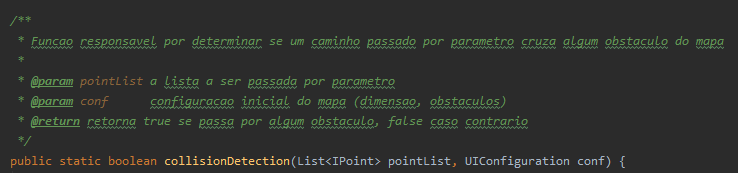 /**
* Funcao responsavel por determinar se um caminho passado por parametro cruza algum obstaculo do mapa
*
* @param pointList a lista a ser passada por parametro
* @param conf      configuracao inicial do mapa (dimensao, obstaculos)
* @return retorna true se passa por algum obstaculo, false caso contrario
*/
public static boolean collisionDetection(List<IPoint> pointList, UIConfiguration conf) {